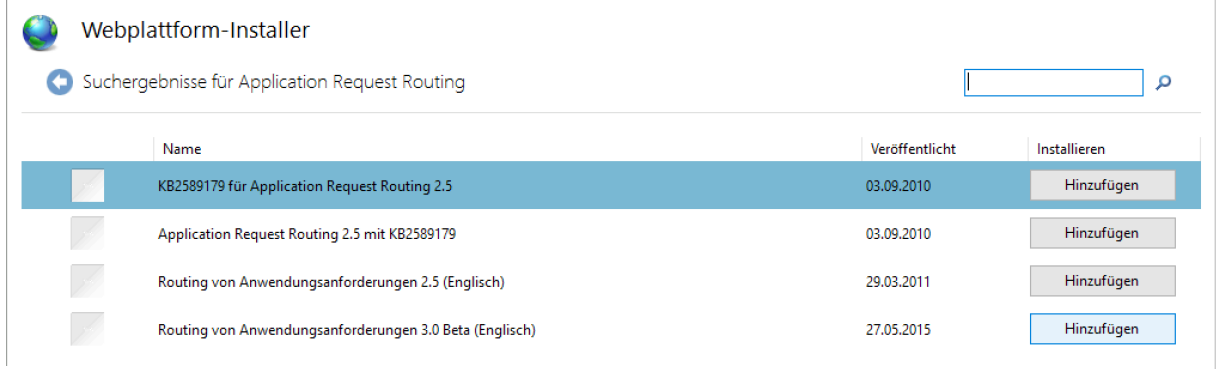 Webplattform-Installer
Suchergebnisse für Application Request Routing
Name Veröffentlicht Installieren
KB2589179 für Application Request Routing 2.5 03.09.2010 Hinzufügen
Application Request Routing 2.5 mit KB2589179 03.09.2010 Hinzufügen
Routing von Anwendungsanforderungen 2.5 (Englisch) 29.03.2011 Hinzufügen
Routing von Anwendungsanforderungen 3.0 Beta (Englisch) 27.05.2015 Hinzufügen